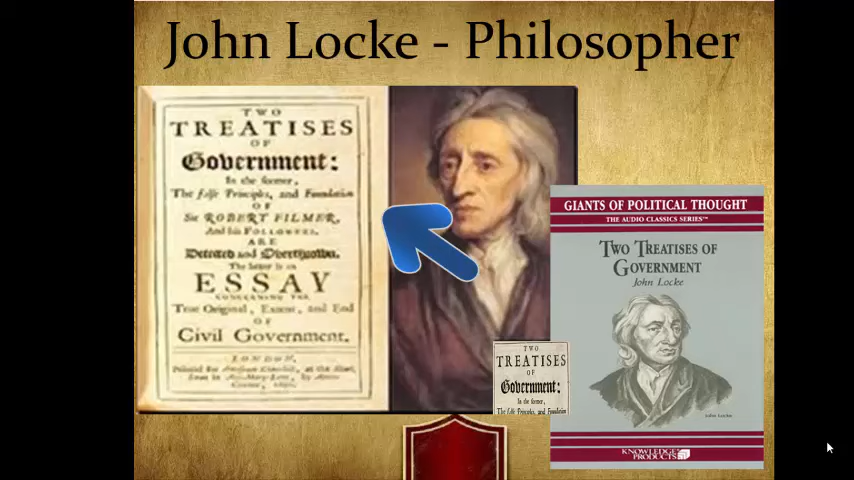 John Locke - Philosopher
TWO
TREATISES
OF
Government:
In the former,
The false Principles, and Foundation
OF
Sir ROBERT FILMER,
And his FOLLOWERS,
ARE
Detected and Overthrown.
The latter is an
ESSAY
CONCERNING THE
True Original, Extent, and End
OF
Civil Government.
LONDON,
GIANTS OF POLITICAL THOUGHT
THE AUDIO CLASSICS SERIES™
TWO TREATISES OF
GOVERNMENT
John Locke
John Locke
KNOWLEDGE
PRODUCTS
TWO
TREATISES
OF
Government:
In the former,
The false Principles, and Foundation